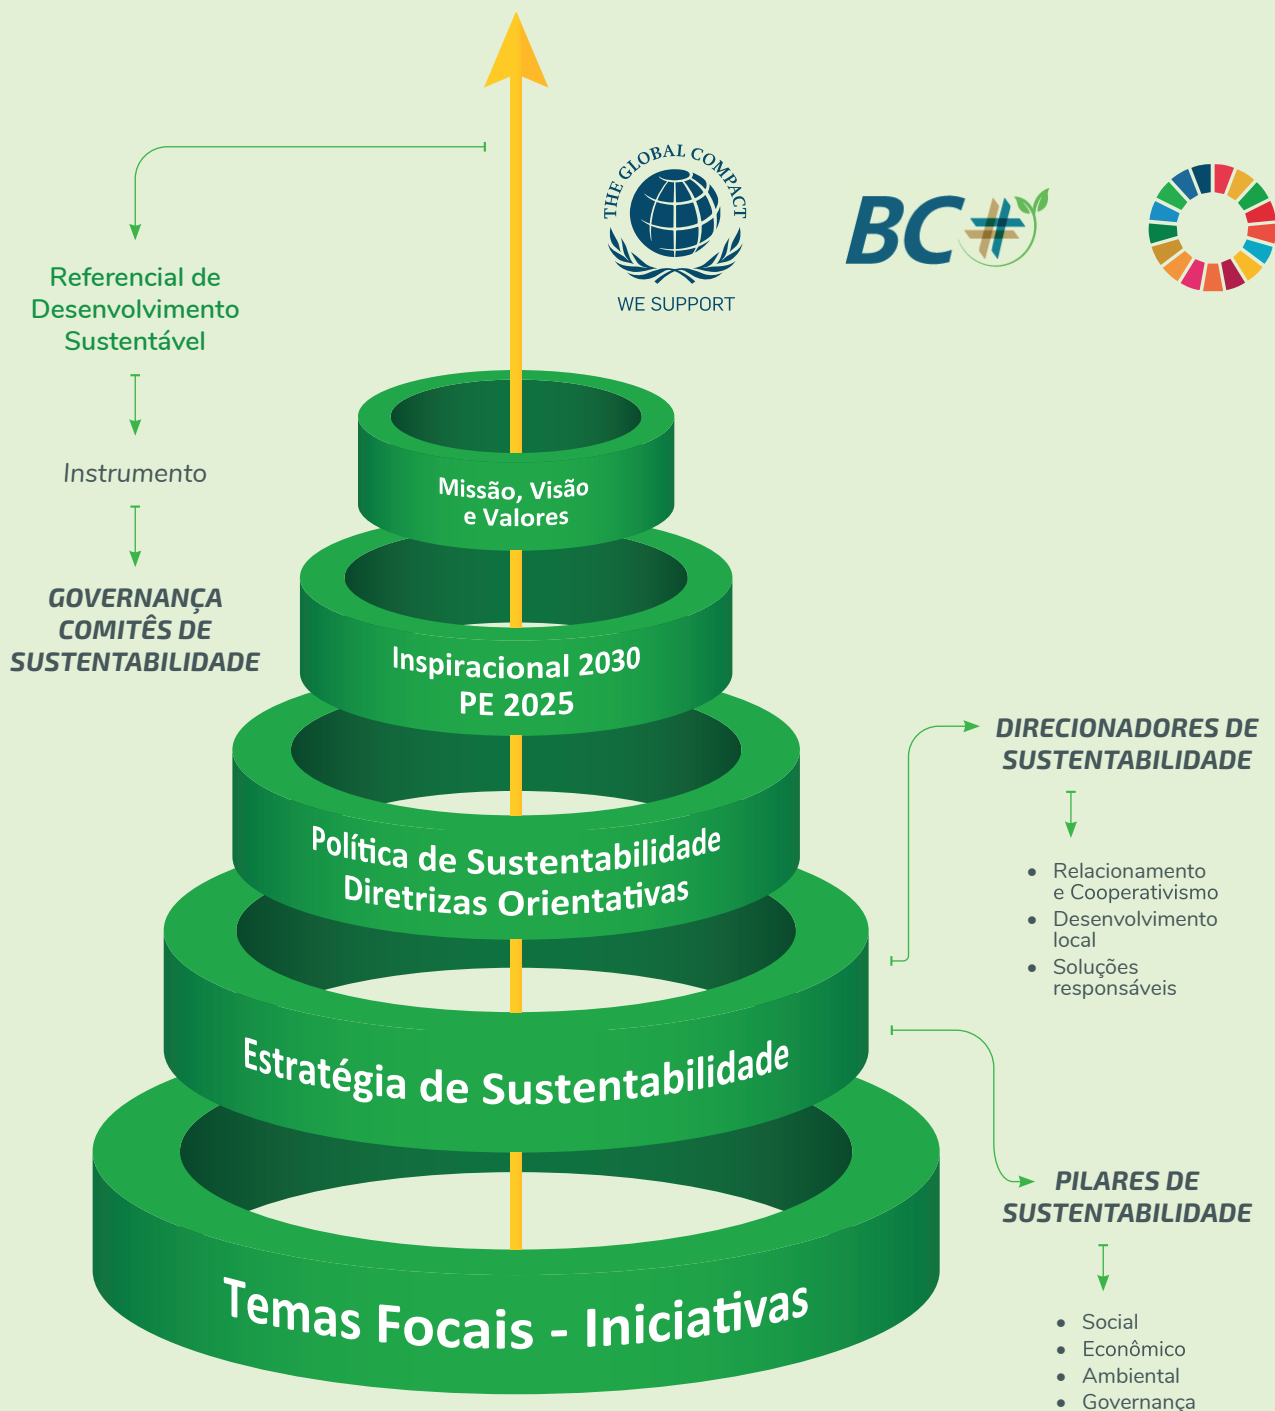 THE GLOBAL COMPACT
WE SUPPORT
BC#
Referencial de
Desenvolvimento
Sustentável
Instrumento
GOVERNANÇA
COMITÊS DE
SUSTENTABILIDADE
Missão, Visão
e Valores
Inspiracional 2030
PE 2025
Política de Sustentabilidade
Diretrizas Orientativas
Estratégia de Sustentabilidade
Temas Focais - Iniciativas
DIRECIONADORES DE
SUSTENTABILIDADE
• Relacionamento
e Cooperativismo
• Desenvolvimento
local
• Soluções
responsáveis
PILARES DE
SUSTENTABILIDADE
• Social
• Econômico
• Ambiental
• Governança